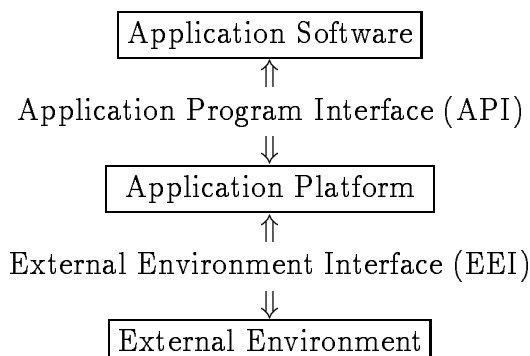 Application Software
⇑
Application Program Interface (API)
⇓
Application Platform
⇑
External Environment Interface (EEI)
⇓
External Environment